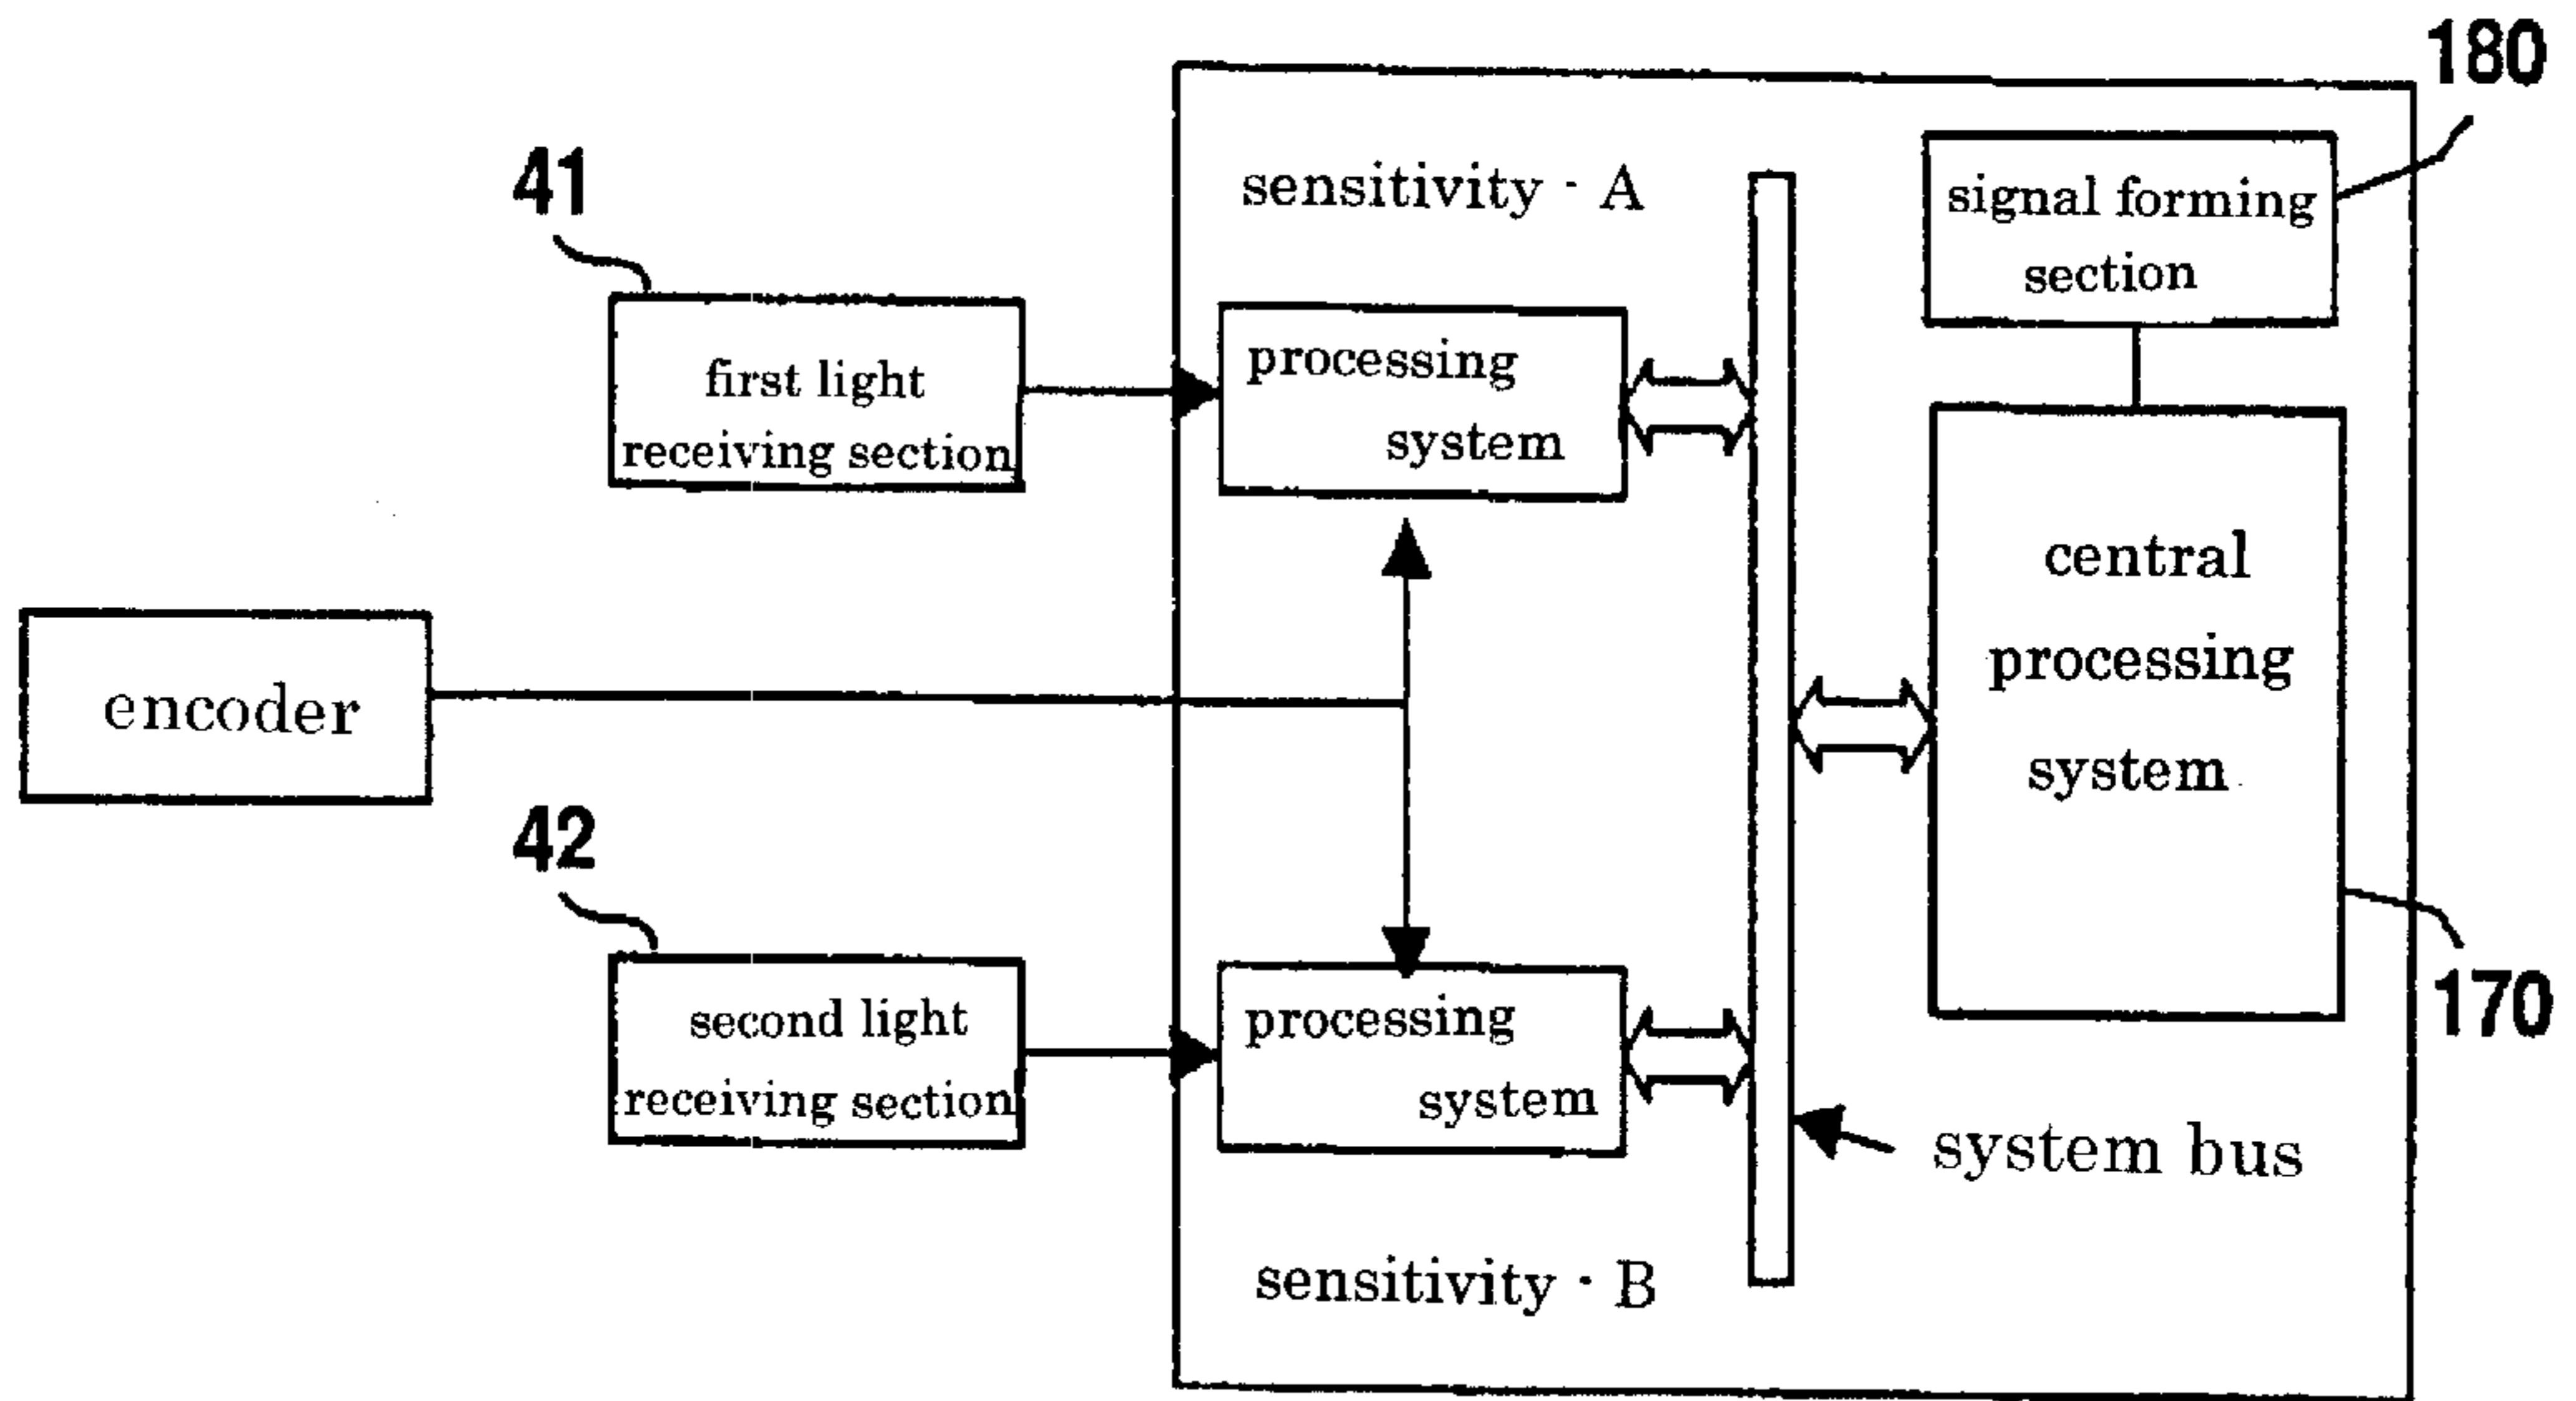 180
41
sensitivity · A
signal forming
section
first light
receiving section
processing
system
central
processing
system
encoder
42
second light
receiving section
processing
system
170
system bus
sensitivity · B